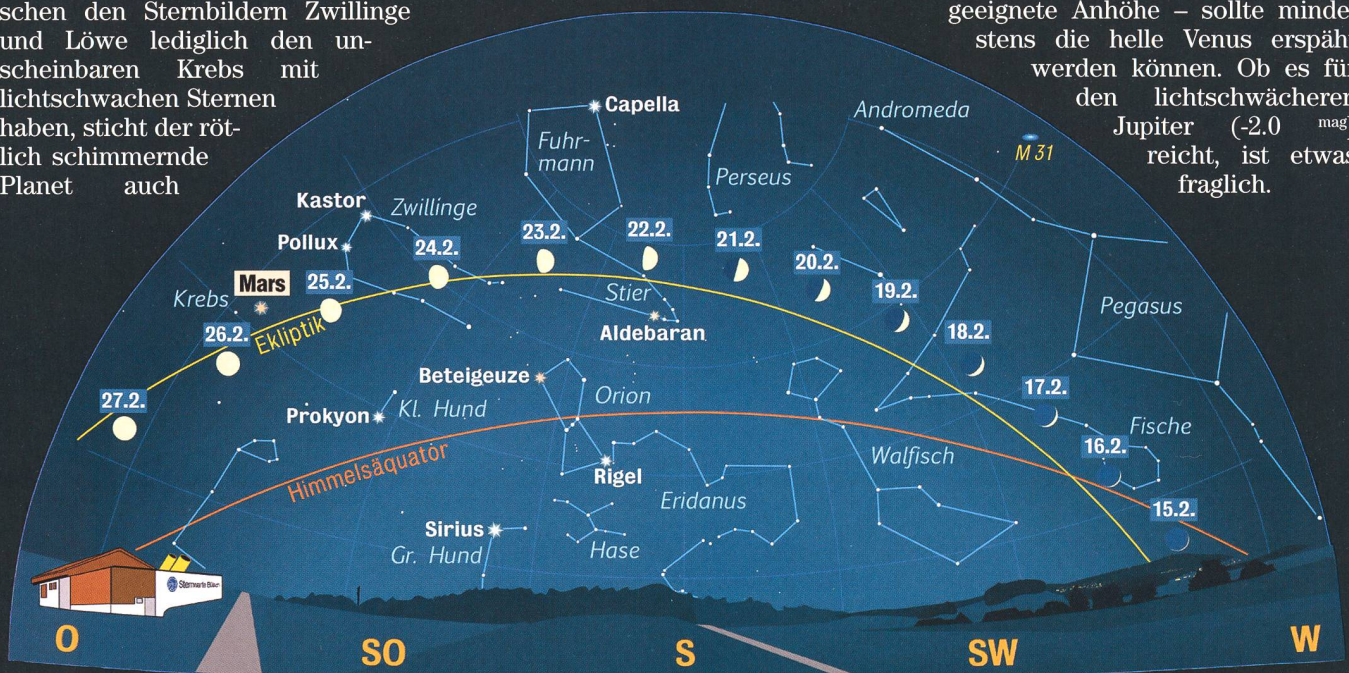 schen den Sternbildern Zwillinge
und Löwe lediglich den un-
scheinbaren Krebs mit
lichtschwachen Sternen
haben, sticht der röt-
lich schimmernde
Planet auch
geeignete Anhöhe – sollte minde
stens die helle Venus erspäh
werden können. Ob es fü
den lichtschwächerer
Jupiter (-2.0 mag
reicht, ist etwas
fraglich.
Capella
Fuhr-
mann
Perseus
Andromeda
M 31
Kastor
Zwillinge
Pollux
Krebs
Mars
Ekliptik
27.2.
26.2.
25.2.
24.2.
23.2.
22.2.
21.2.
20.2.
19.2.
18.2.
17.2.
16.2.
15.2.
Stier
Aldebaran
Pegasus
Beteigeuze
Orion
Prokyon
Kl. Hund
Fische
Himmelsäquator
Rigel
Walfisch
Eridanus
Sirius
Gr. Hund
Hase
Sternwarte Bülach
O
SO
S
SW
W